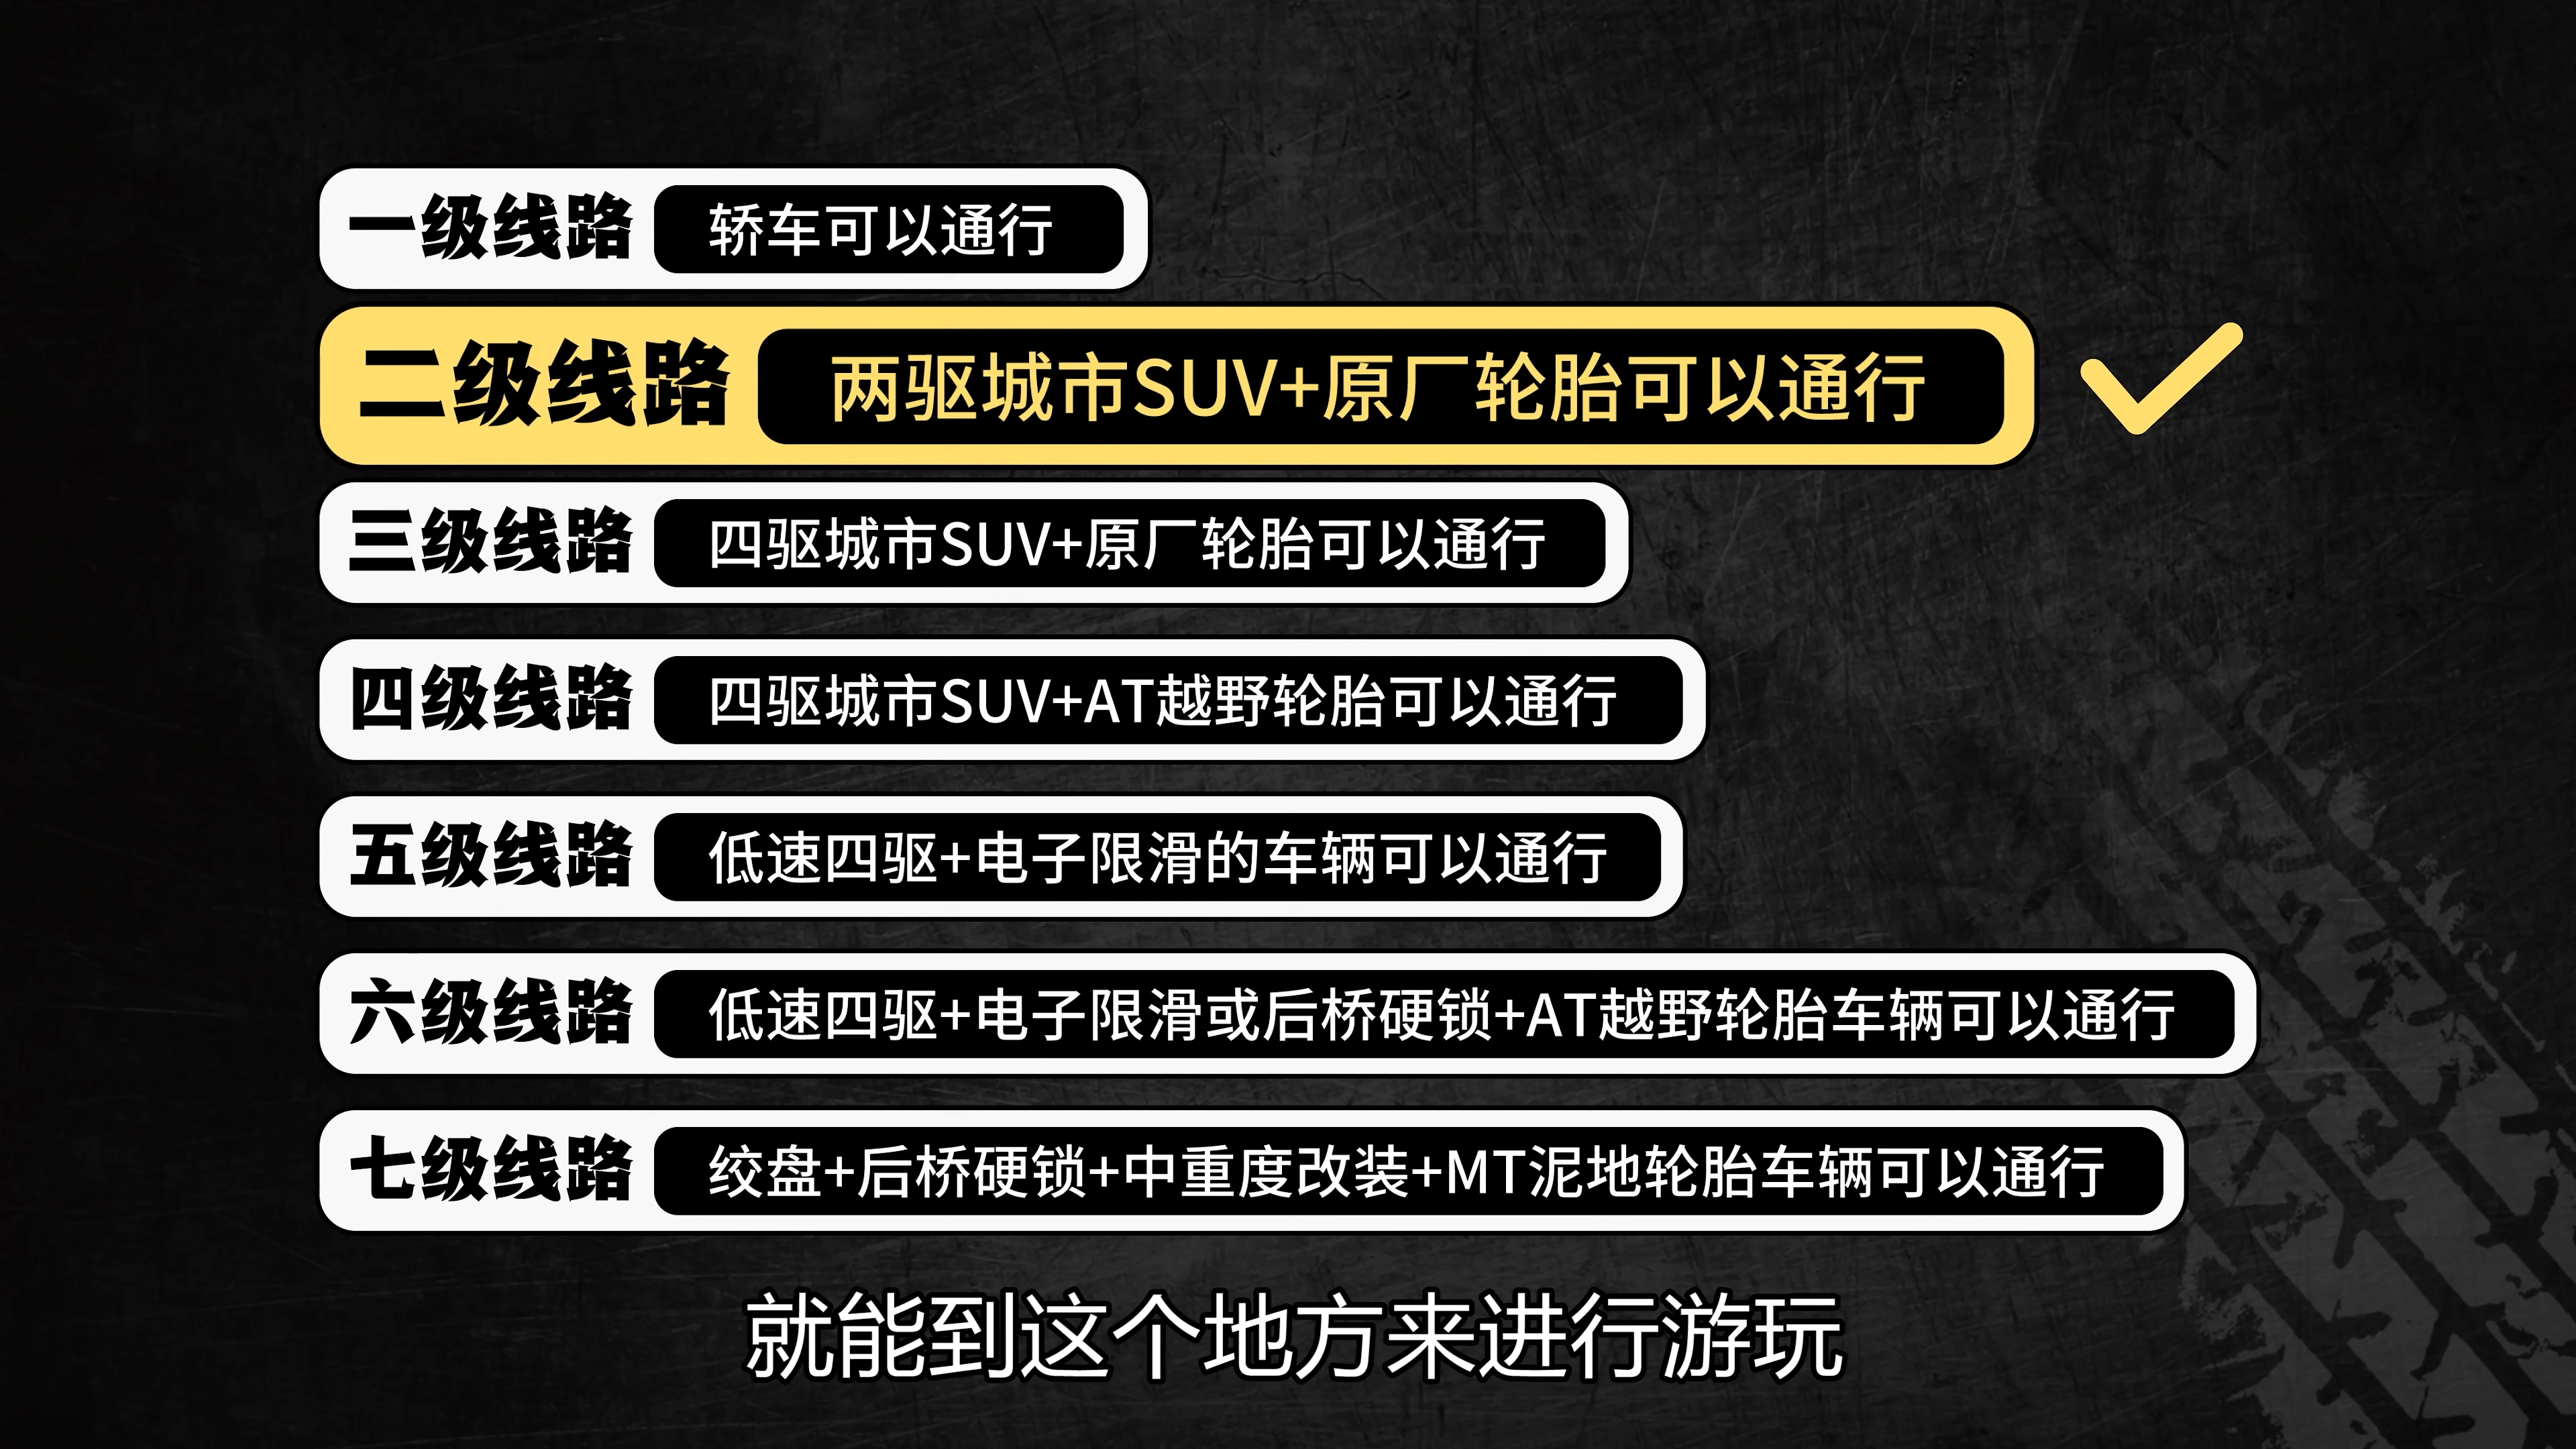 一级线路 轿车可以通行
二级线路 两驱城市SUV+原厂轮胎可以通行
三级线路 四驱城市SUV+原厂轮胎可以通行
四级线路 四驱城市SUV+AT越野轮胎可以通行
五级线路 低速四驱+电子限滑的车辆可以通行
六级线路 低速四驱+电子限滑或后桥硬锁+AT越野轮胎车辆可以通行
七级线路 绞盘+后桥硬锁+中重度改装+MT泥地轮胎车辆可以通行
就能到这个地方来进行游玩